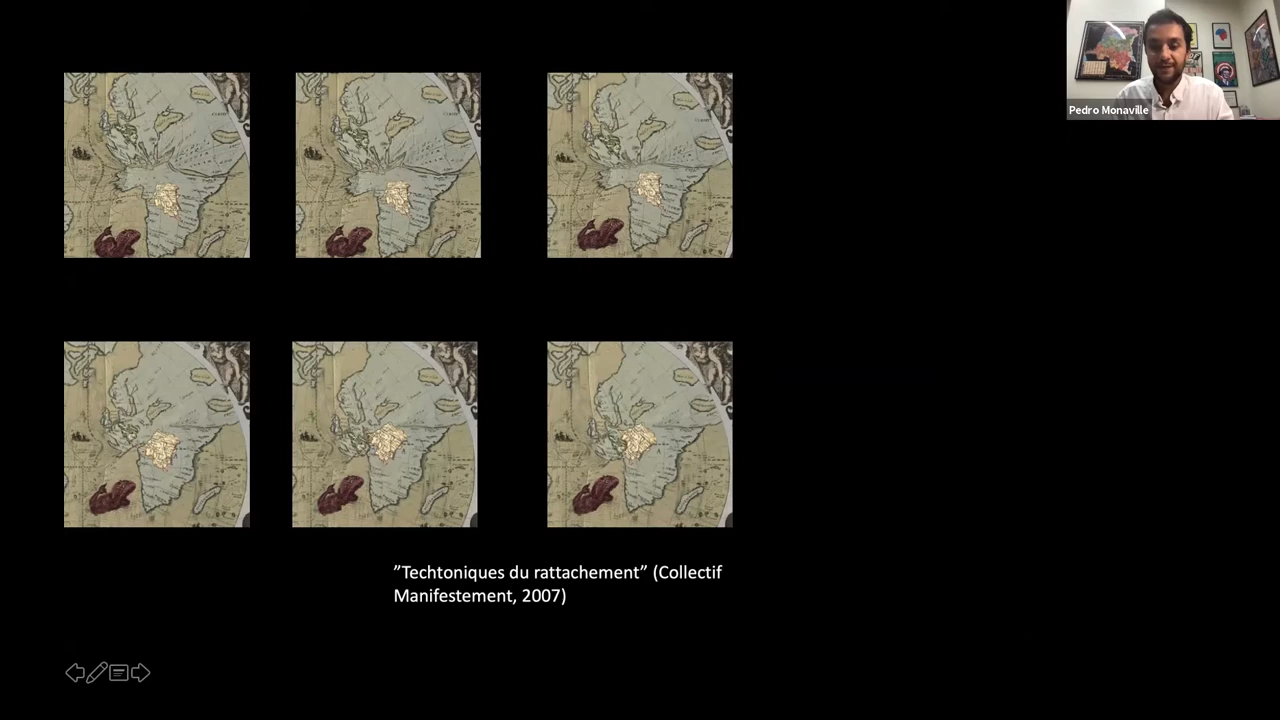 Pedro Monaville
”Techtoniques du rattachement” (Collectif
Manifestement, 2007)